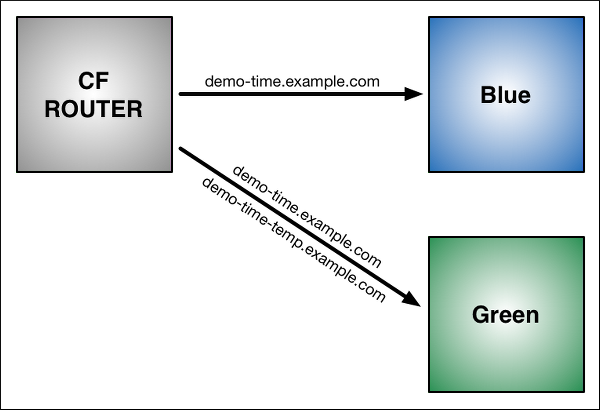 CF
ROUTER
demo-time.example.com
Blue
demo-time.example.com
demo-time-temp.example.com
Green